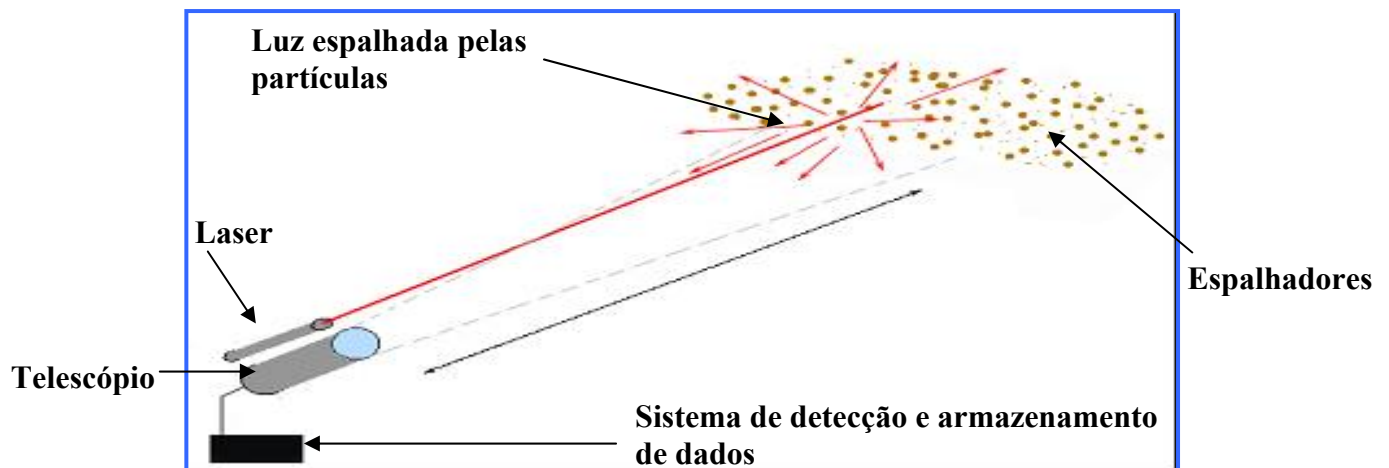 Luz espalhada pelas
partículas
Laser
Espalhadores
Telescópio
Sistema de detecção e armazenamento
de dados